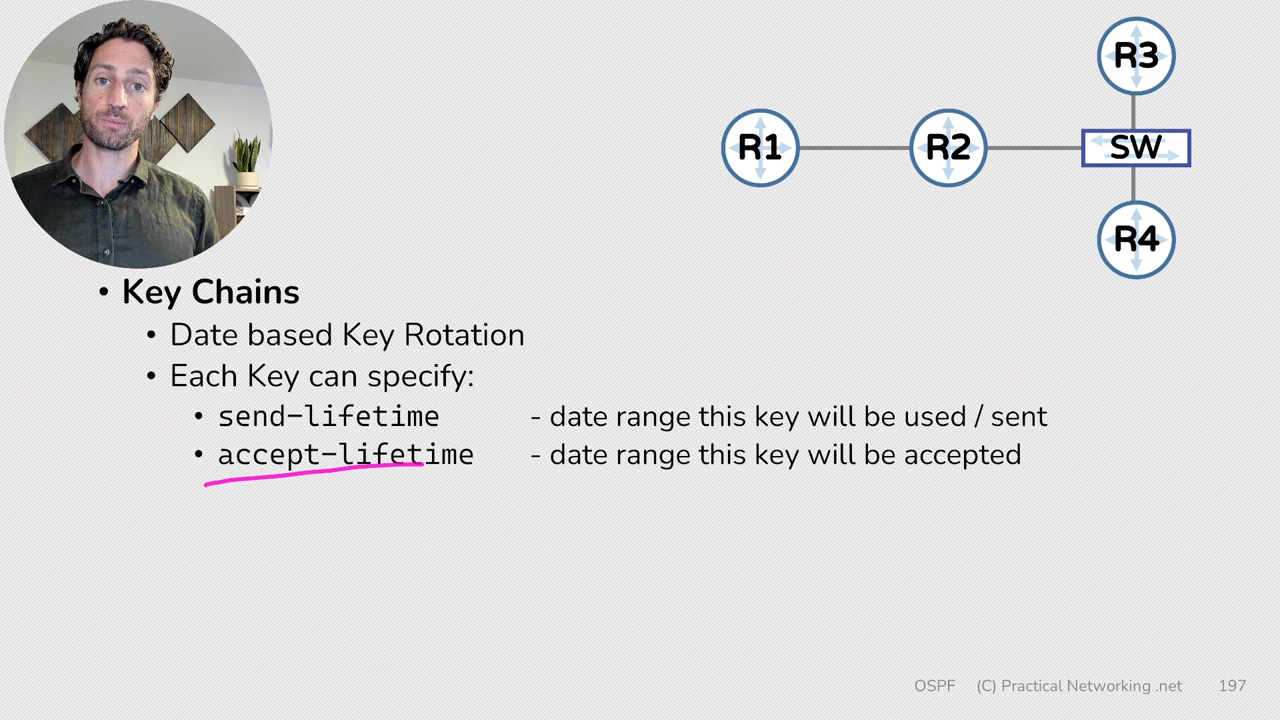 R3
R1
R2
SW
R4
• Key Chains
• Date based Key Rotation
• Each Key can specify:
• send-lifetime - date range this key will be used / sent
• accept-lifetime - date range this key will be accepted
OSPF (C) Practical Networking .net 197